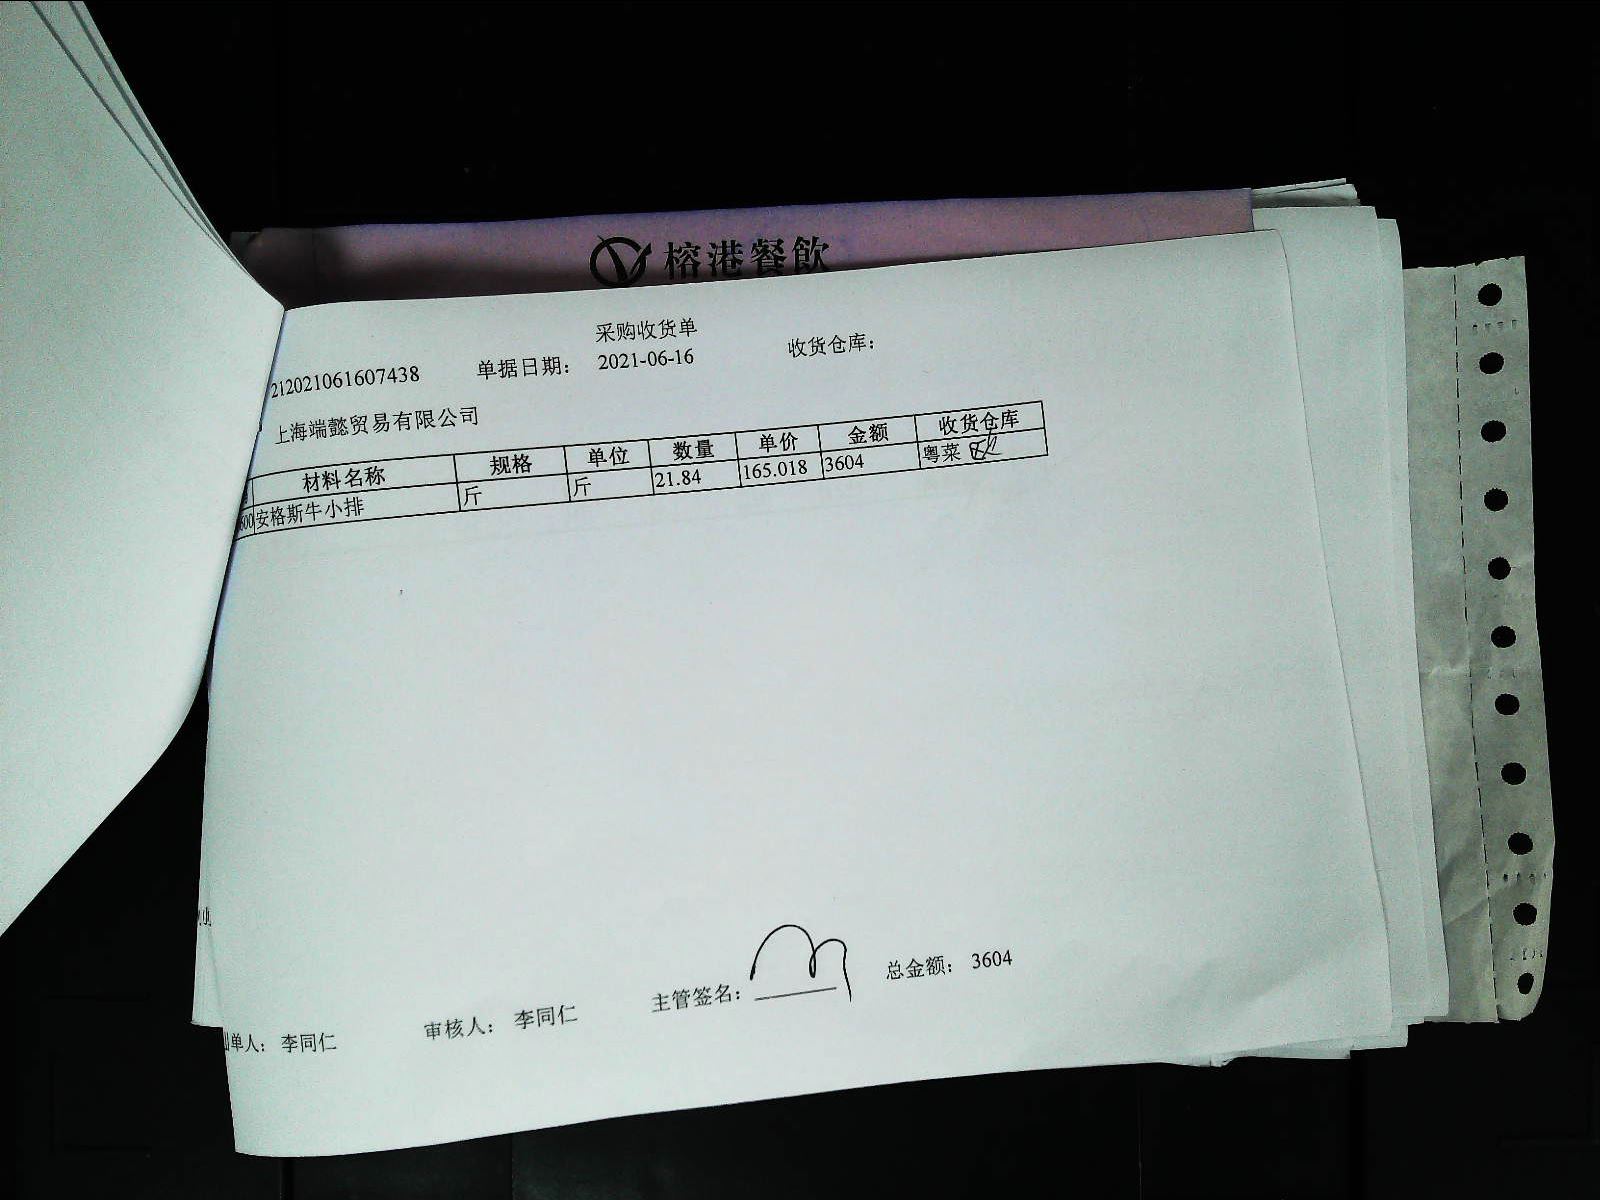 榕港餐飲
采购收货单
212021061607438 单据日期： 2021-06-16 收货仓库：
上海端懿贸易有限公司
材料名称 规格 单位 数量 单价 金额 收货仓库
600 安格斯牛小排 斤 斤 21.84 165.018 3604 粤菜
单人： 李同仁 审核人： 李同仁 主管签名： 总金额： 3604